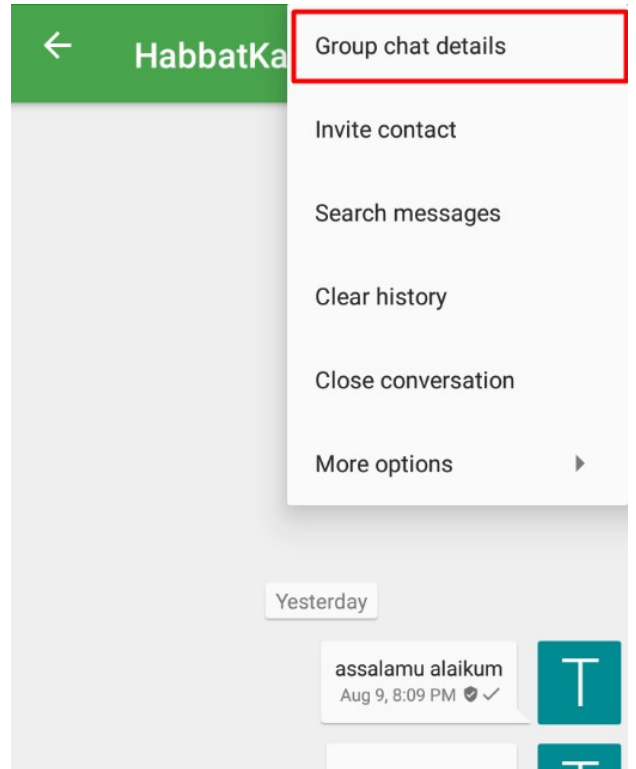 HabbatKa
Group chat details
Invite contact
Search messages
Clear history
Close conversation
More options
Yesterday
assalamu alaikum
Aug 9, 8:09 PM
T
T